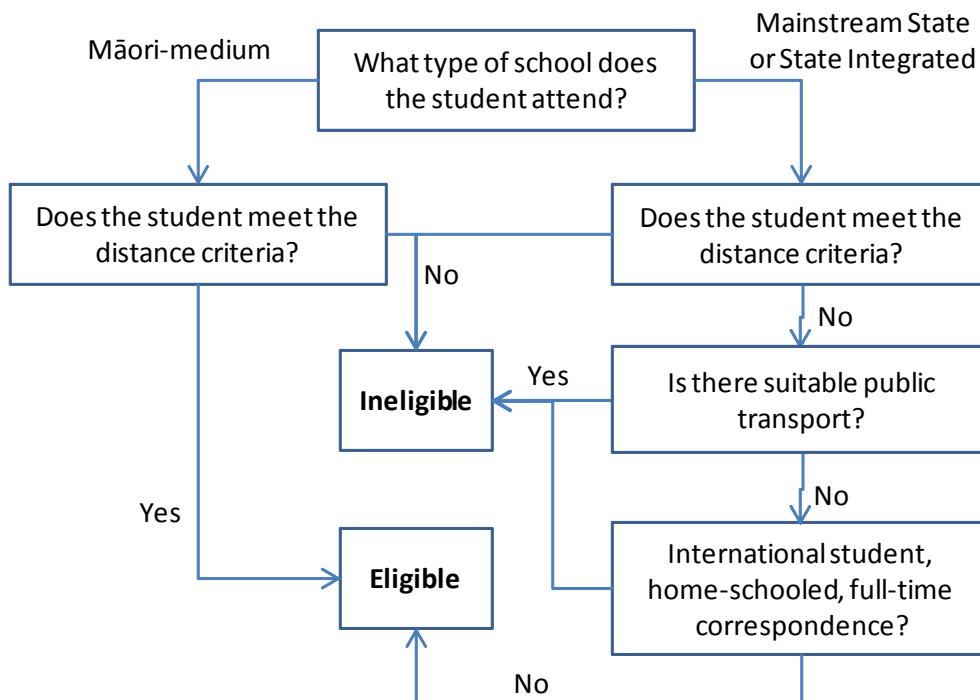 Māori-medium
Mainstream State
or State Integrated
What type of school does
the student attend?
Does the student meet the
distance criteria?
Does the student meet the
distance criteria?
No
No
Ineligible
Yes
Is there suitable public
transport?
Yes
No
Eligible
International student,
home-schooled, full-time
correspondence?
No